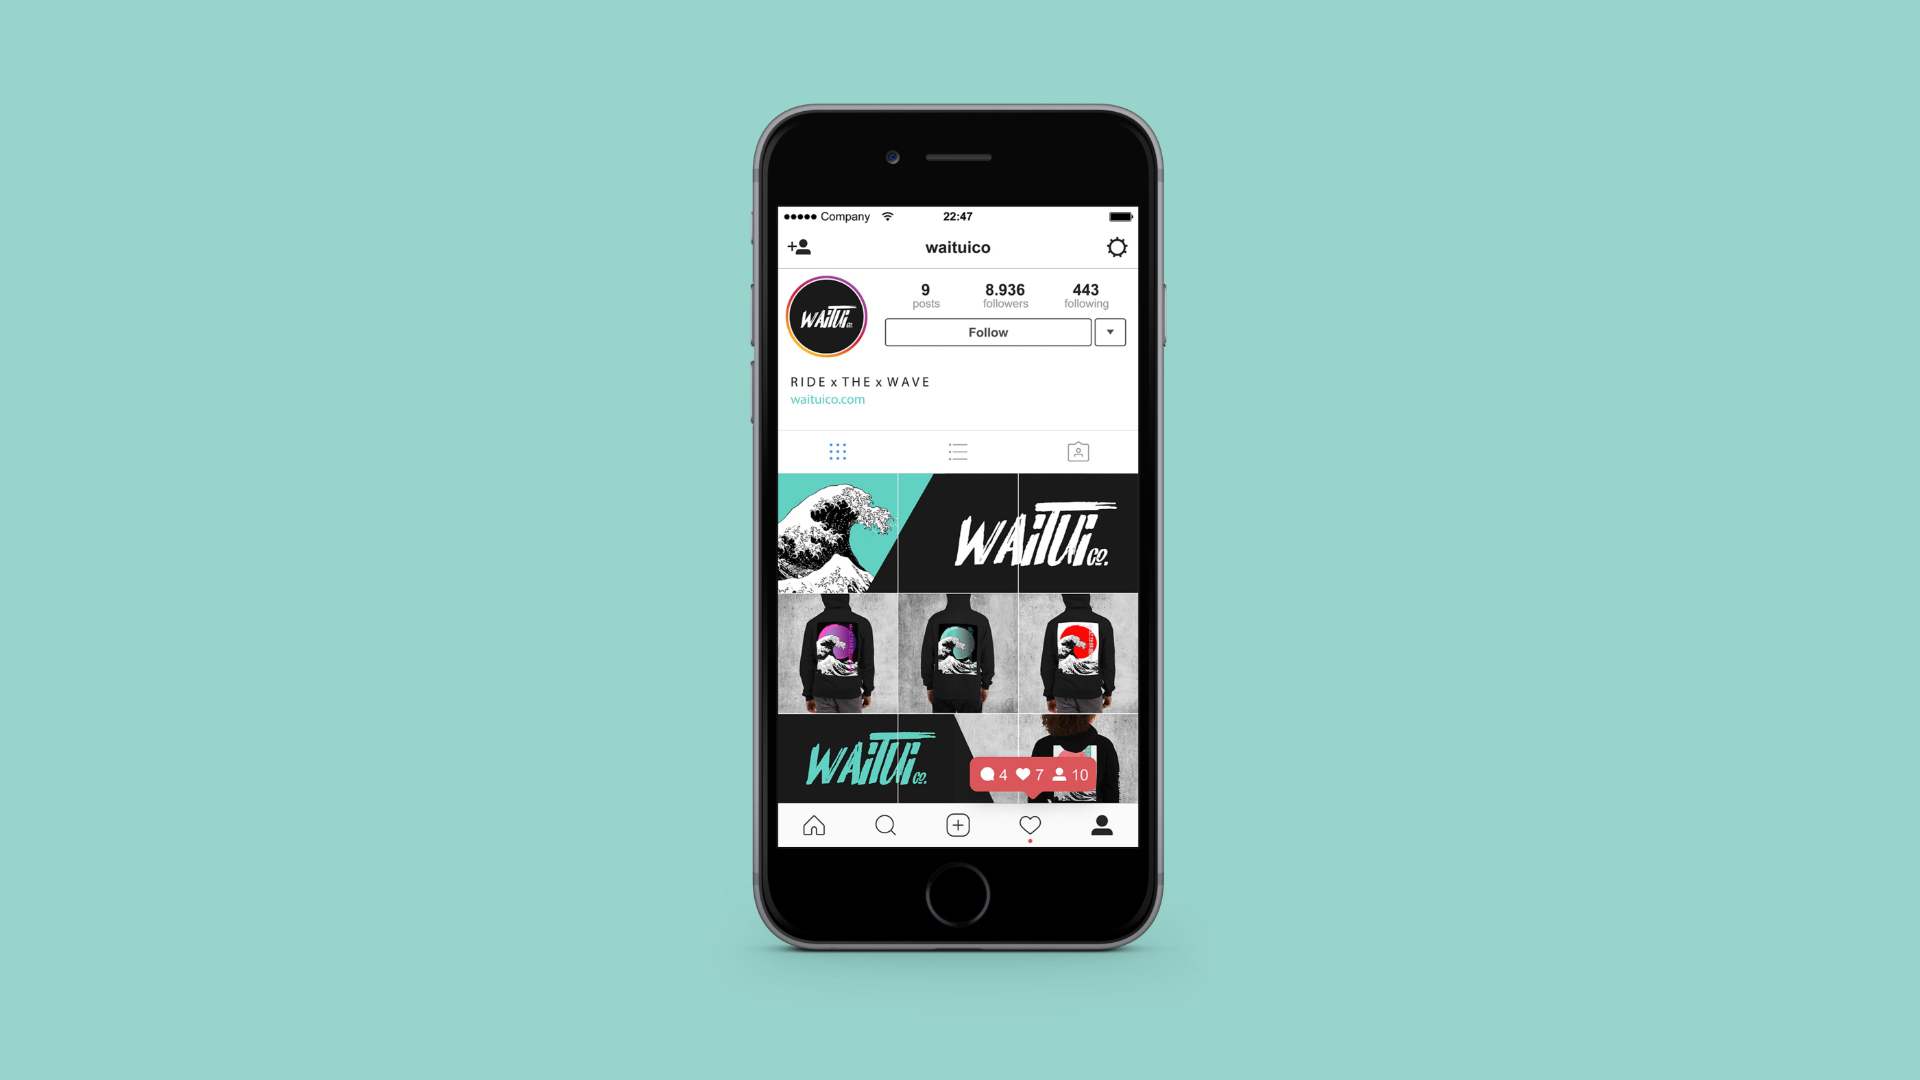 Company 22:47
waituico
9 8.936 443
posts followers following
Follow
RIDE x THE x WAVE
waituico.com
WAiTUi CO.
WAiTUi CO.
WAiTUi CO.
4 7 10